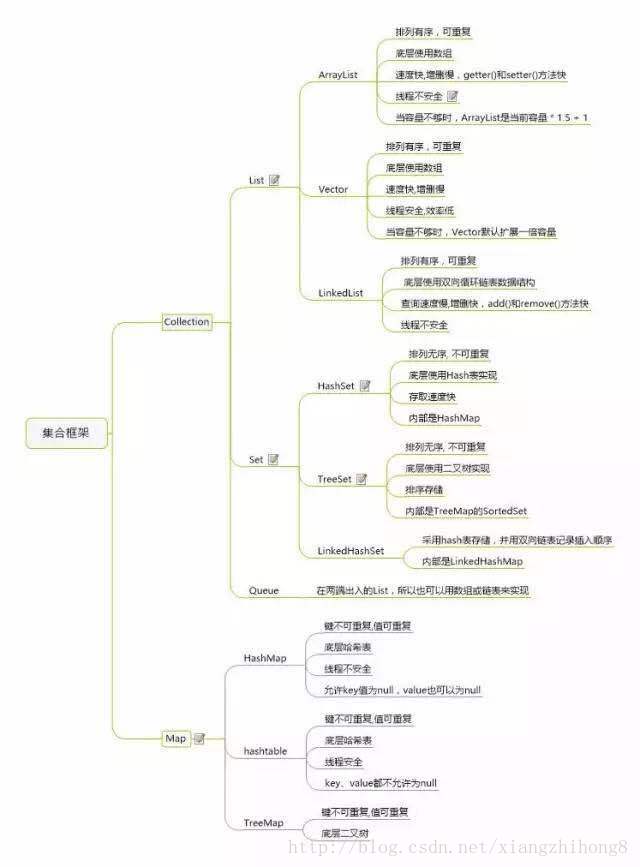 集合框架
Collection
List
ArrayList
排列有序，可重复
底层使用数组
速度快,增删慢，getter()和setter()方法快
线程不安全
当容量不够时，ArrayList是当前容量 * 1.5 + 1
Vector
排列有序，可重复
底层使用数组
速度快,增删慢
线程安全,效率低
当容量不够时，Vector默认扩展一倍容量
LinkedList
排列有序，可重复
底层使用双向循环链表数据结构
查询速度慢,增删快，add()和remove()方法快
线程不安全
Set
HashSet
排列无序, 不可重复
底层使用Hash表实现
存取速度快
内部是HashMap
TreeSet
排列无序, 不可重复
底层使用二叉树实现
排序存储
内部是TreeMap的SortedSet
LinkedHashSet
采用hash表存储，并用双向链表记录插入顺序
内部是LinkedHashMap
Queue
在两端出入的List，所以也可以用数组或链表来实现
Map
HashMap
键不可重复,值可重复
底层哈希表
线程不安全
允许key值为null，value也可以为null
hashtable
键不可重复,值可重复
底层哈希表
线程安全
key、value都不允许为null
TreeMap
键不可重复,值可重复
底层二叉树
http://blog.csdn.net/xiangzhihong8